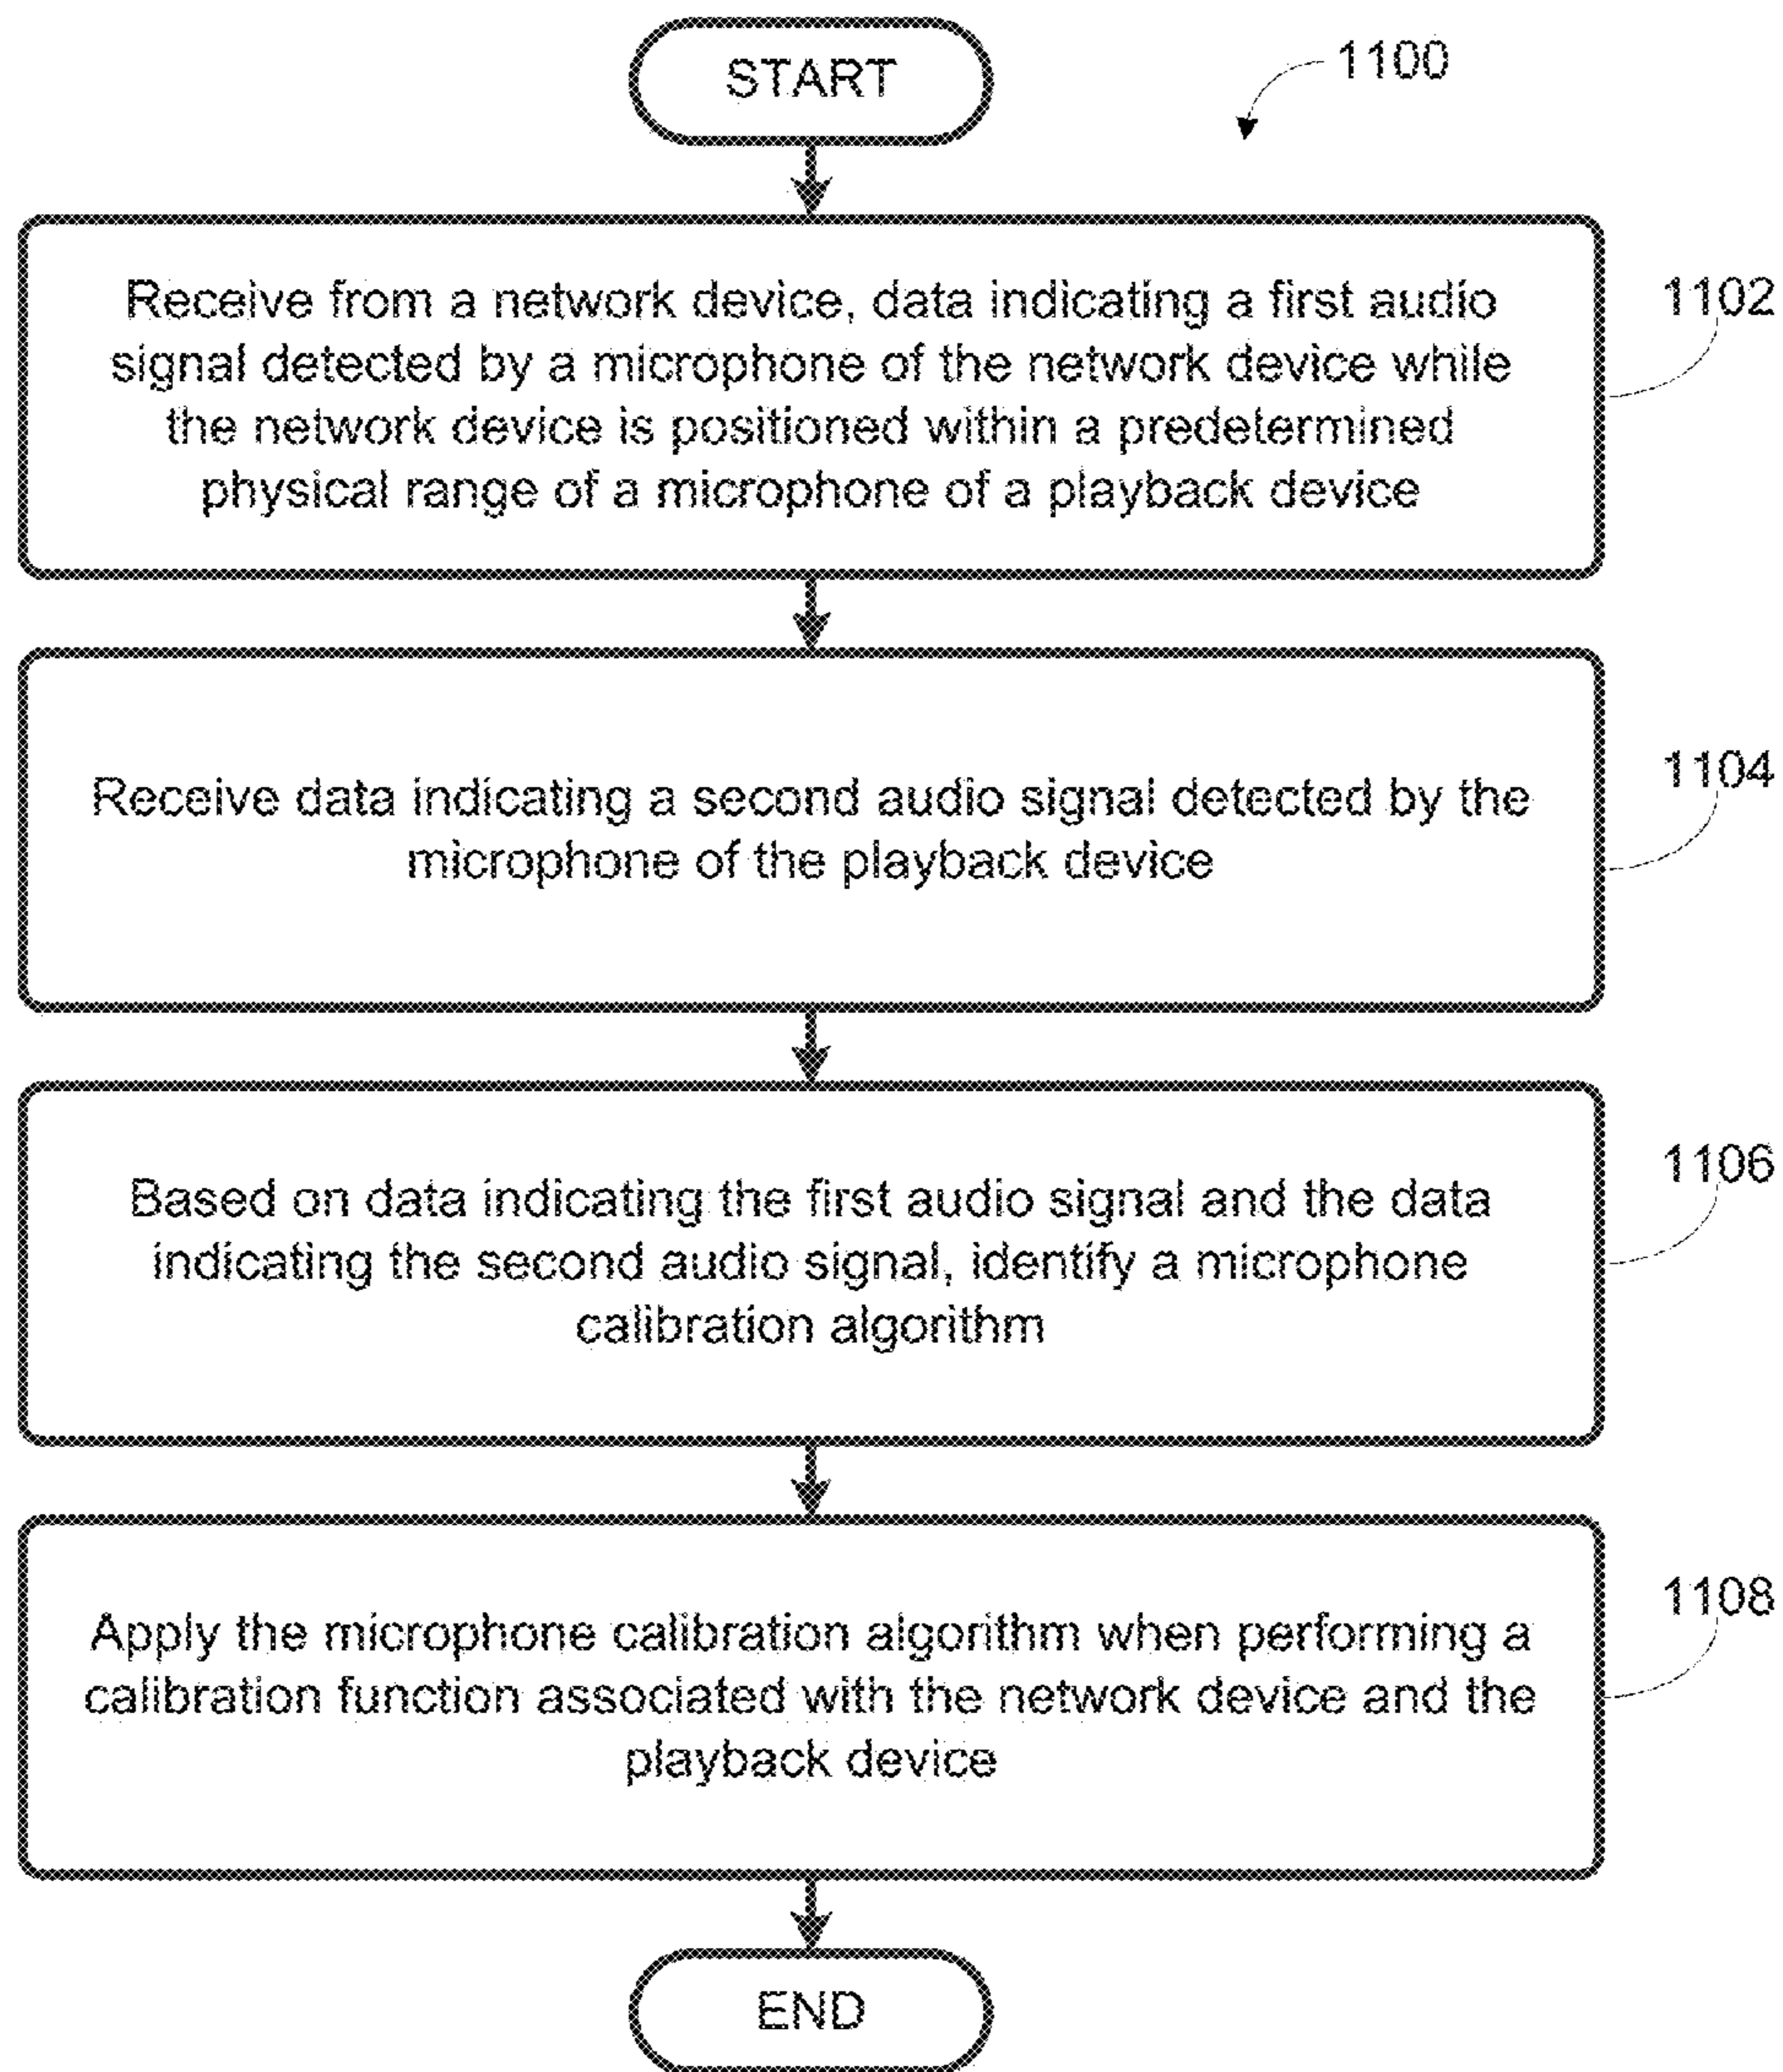 START
1100
Receive from a network device, data indicating a first audio
signal detected by a microphone of the network device while
the network device is positioned within a predetermined
physical range of a microphone of a playback device
1102
Receive data indicating a second audio signal detected by the
microphone of the playback device
1104
Based on data indicating the first audio signal and the data
indicating the second audio signal, identify a microphone
calibration algorithm
1106
Apply the microphone calibration algorithm when performing a
calibration function associated with the network device and the
playback device
1108
END